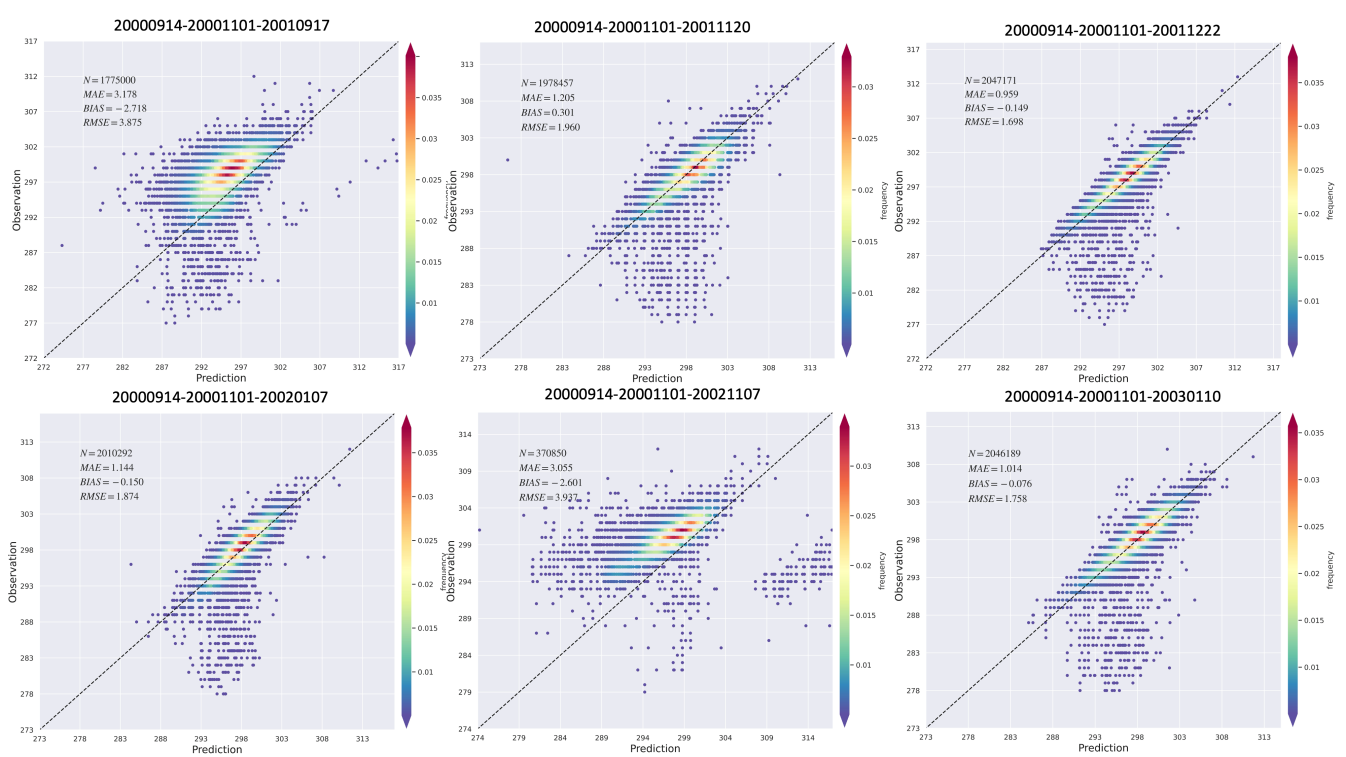 20000914-20001101-20010917
317
312
307
302
297
292
287
282
277
272
272 277 282 287 292 297 302 307 312 317
N = 1775000
MAE = 3.178
BIAS = −2.718
RMSE = 3.875
Observation
Prediction
0.035
0.03
0.025
0.02
0.015
0.01
frequency
20000914-20001101-20011120
313
308
303
298
293
288
283
278
273
273 278 283 288 293 298 303 308 313
N = 1978457
MAE = 1.205
BIAS = 0.301
RMSE = 1.960
Observation
Prediction
0.03
0.025
0.02
0.015
0.01
frequency
20000914-20001101-20011222
317
312
307
302
297
292
287
282
277
272
272 277 282 287 292 297 302 307 312 317
N = 2047171
MAE = 0.959
BIAS = −0.149
RMSE = 1.698
Observation
Prediction
0.035
0.03
0.025
0.02
0.015
0.01
frequency
20000914-20001101-20020107
313
308
303
298
293
288
283
278
273
273 278 283 288 293 298 303 308 313
N = 2010292
MAE = 1.144
BIAS = −0.150
RMSE = 1.874
Observation
Prediction
0.035
0.03
0.025
0.02
0.015
0.01
frequency
20000914-20001101-20021107
314
309
304
299
294
289
284
279
274
274 279 284 289 294 299 304 309 314
N = 370850
MAE = 3.055
BIAS = −2.601
RMSE = 3.937
Observation
Prediction
0.03
0.025
0.02
0.015
0.01
frequency
20000914-20001101-20030110
313
308
303
298
293
288
283
278
273
273 278 283 288 293 298 303 308 313
N = 2046189
MAE = 1.014
BIAS = −0.076
RMSE = 1.758
Observation
Prediction
0.035
0.03
0.025
0.02
0.015
0.01
frequency